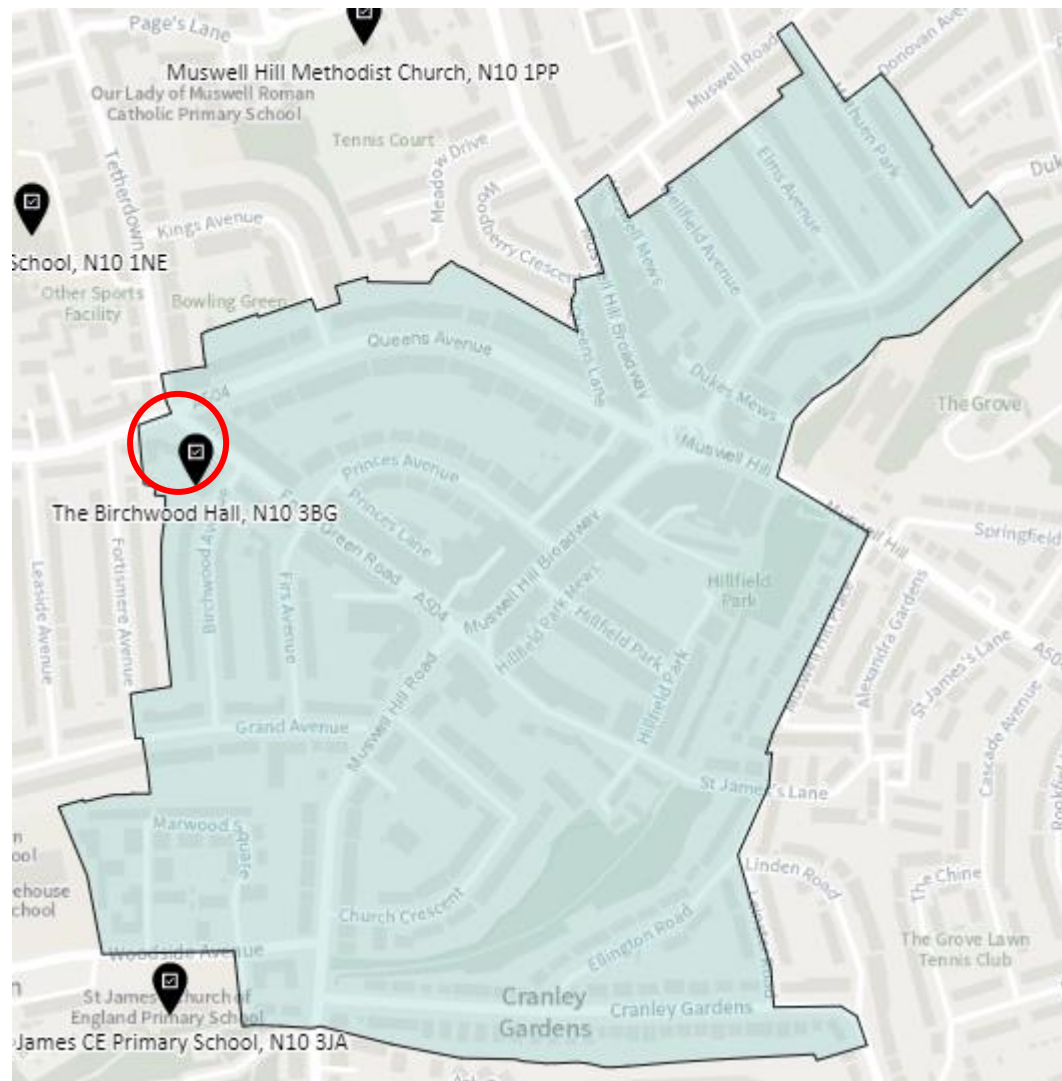 Page's Lane
Muswell Hill Methodist Church, N10 1PP
Our Lady of Muswell Roman
Catholic Primary School
Tennis Court
Meadow Drive
Muswell Road
Donovan
Methuen Park
Elms Avenue
Tetherdown
Kings Avenue
Woodberry Crescent
School, N10 1NE
Other Sports
Facility
Bowling Green
Mews
Hillfield Avenue
Muswell Hill Broadway
Queens Avenue
Queens Lane
A504
Dukes Mews
The Grove
Muswell Hill
Muswell Hill
Springfield
Princes Avenue
Princes Lane
The Birchwood Hall, N10 3BG
Green Road
A504
Muswell Hill Broadway
Leaside Avenue
Fortismere Avenue
Birchwood Av
Firs Avenue
Hillfield Park Mews
Hillfield Park
Hillfield
Park
Hillfield Park
Alexandra Gardens
St James's Lane
Cascade Avenue
Grand Avenue
Muswell Hill Road
St James's Lane
Marwood Square
Linden Road
The Chine
Church Crescent
Ellington Road
The Grove Lawn
Tennis Club
Woodside Avenue
St James Church of
England Primary School
James CE Primary School, N10 3JA
Cranley
Gardens
Cranley Gardens